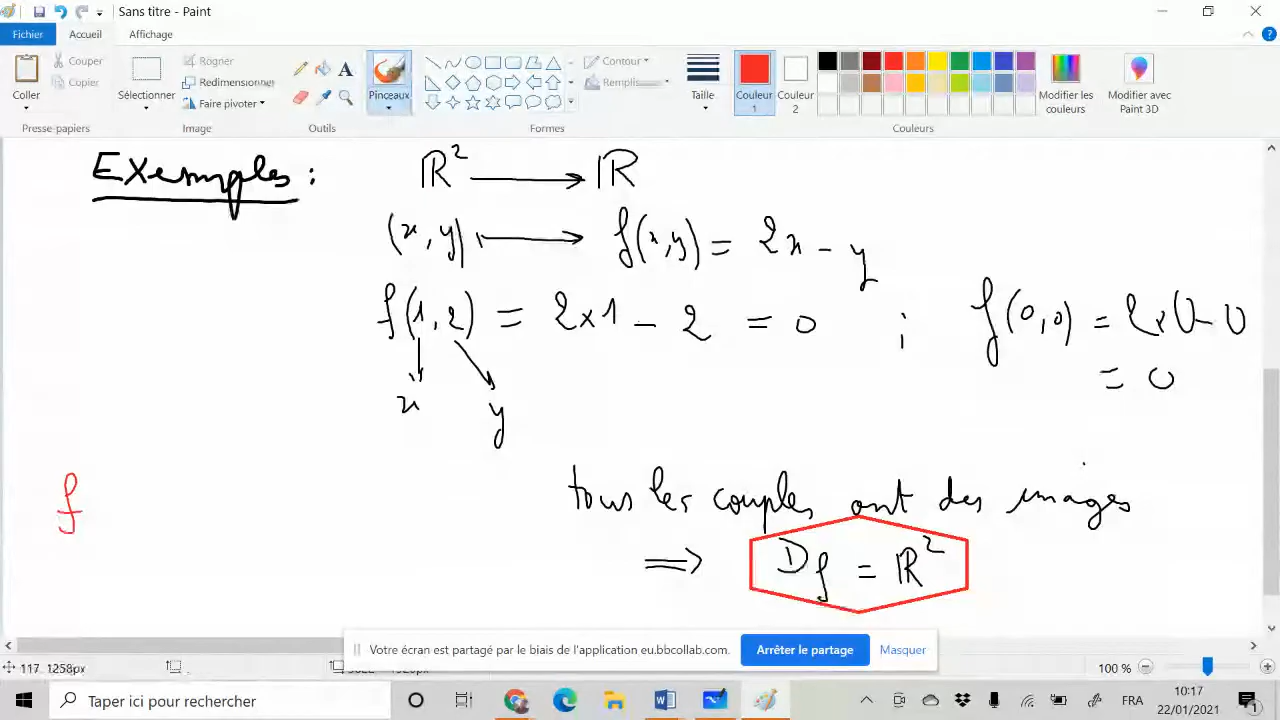 Sans titre - Paint
Fichier Accueil Affichage
Coller
Couper
Copier
Sélectionner
Rogner
Redimensionner
Faire pivoter
Pinceaux
Contour
Remplissage
Taille
Couleur 1
Couleur 2
Modifier les couleurs
Modifier avec Paint 3D
Presse-papiers Image Outils Formes Couleurs
Exemples : ℝ² ⟶ ℝ
(x, y) ⟼ f(x,y) = 2x - y
f(1, 2) = 2×1 - 2 = 0 ; f(0,0) = 2×0 - 0
= 0
x y
tous les couples ont des images
f
⟹ Df = ℝ²
Votre écran est partagé par le biais de l'application eu.bbcollab.com. Arrêter le partage Masquer
117, 1258px 100 %
Taper ici pour rechercher FRA 10:17
22/01/2021